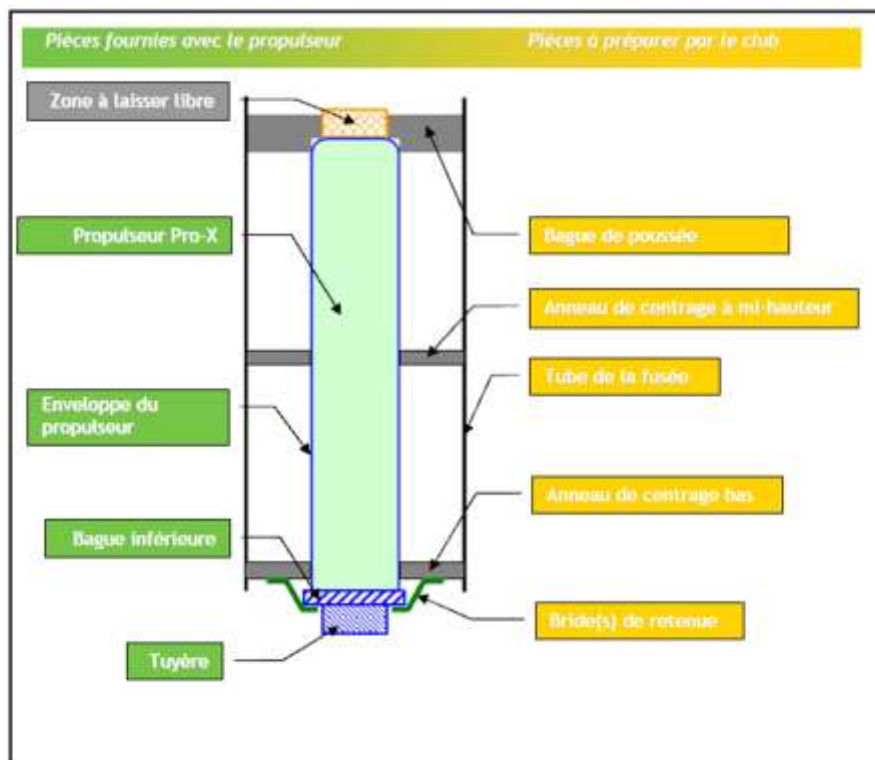 Pièces fournies avec le propulseur
Pièces à préparer par le club
Zone à laisser libre
Propulseur Pro-X
Bague de poussée
Anneau de centrage à mi-hauteur
Tube de la fusée
Enveloppe du
propulseur
Anneau de centrage bas
Bague inférieure
Bride(s) de retenue
Tuyère